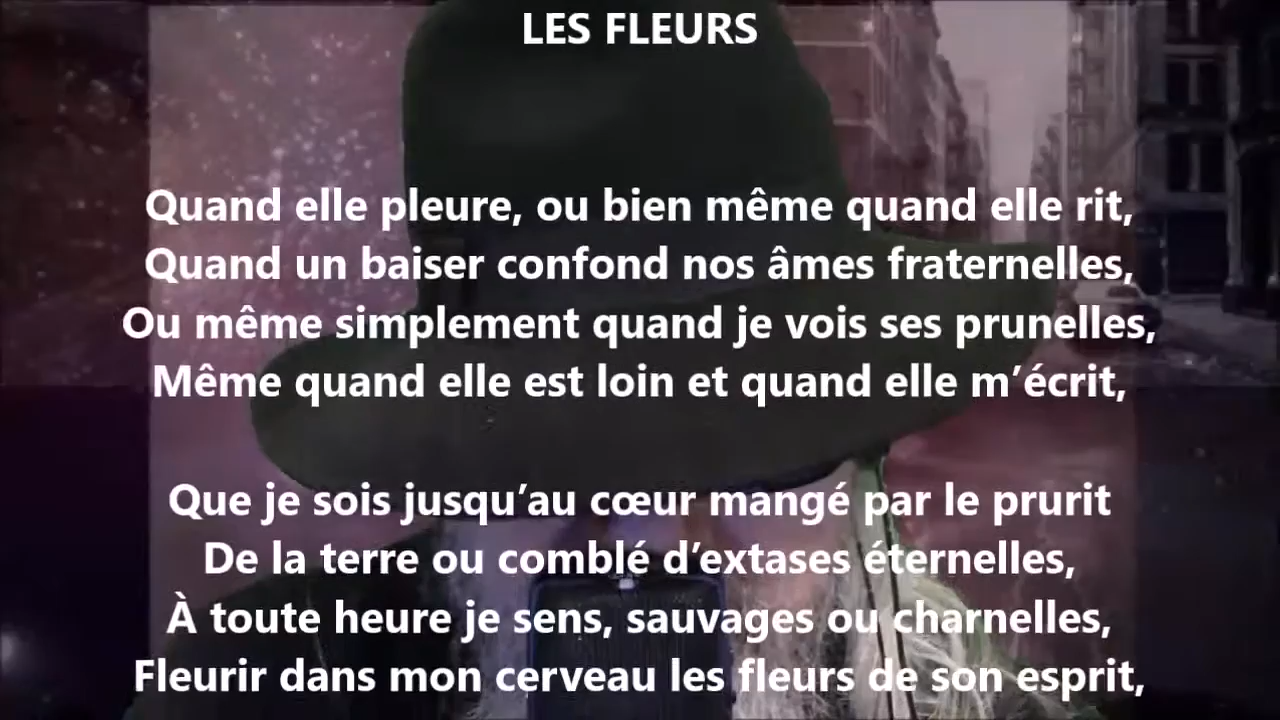 LES FLEURS
Quand elle pleure, ou bien même quand elle rit,
Quand un baiser confond nos âmes fraternelles,
Ou même simplement quand je vois ses prunelles,
Même quand elle est loin et quand elle m’écrit,
Que je sois jusqu’au cœur mangé par le prurit
De la terre ou comblé d’extases éternelles,
À toute heure je sens, sauvages ou charnelles,
Fleurir dans mon cerveau les fleurs de son esprit,